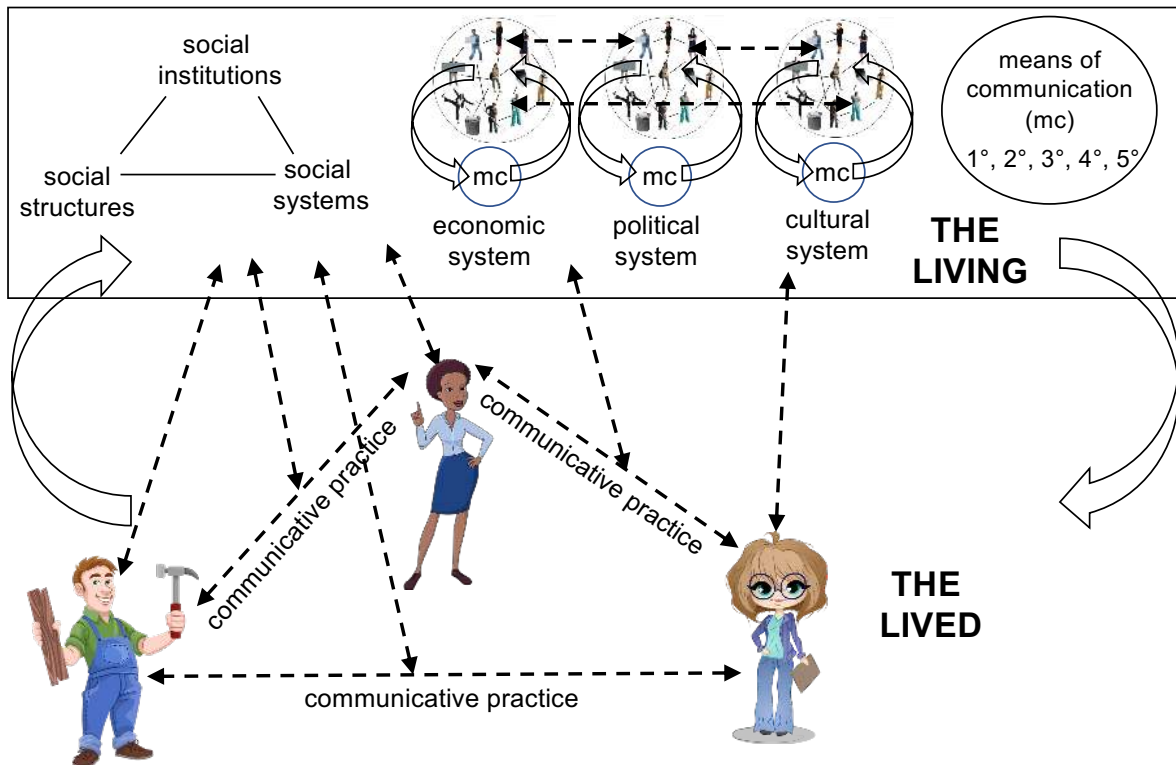 social
institutions
social
structures
social
systems
mc
economic
system
mc
political
system
mc
cultural
system
means of
communication
(mc)
1°, 2°, 3°, 4°, 5°
THE
LIVING
communicative practice
communicative practice
communicative practice
THE
LIVED